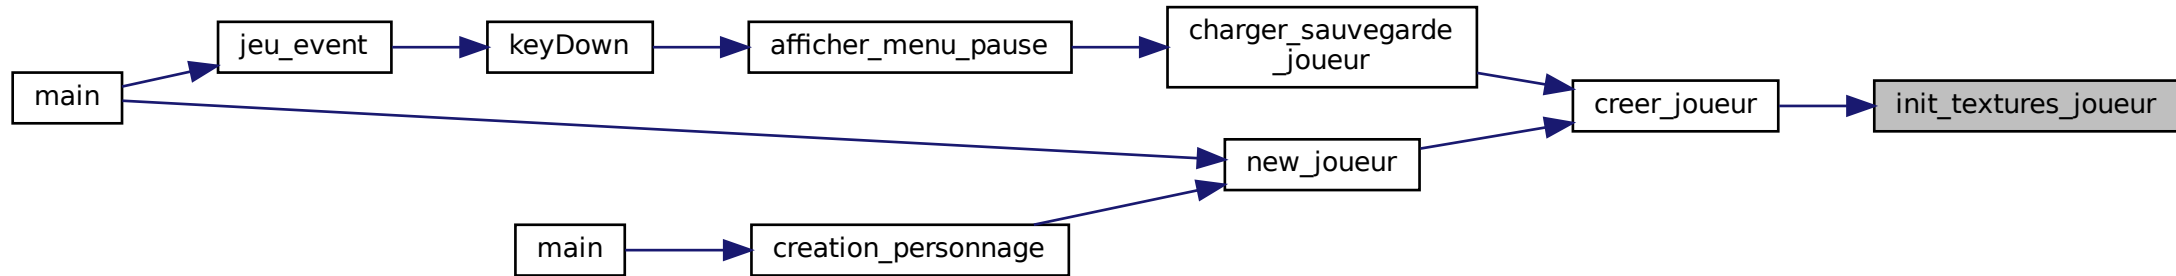 main
jeu_event
keyDown
afficher_menu_pause
charger_sauvegarde
_joueur
creer_joueur
init_textures_joueur
new_joueur
main
creation_personnage